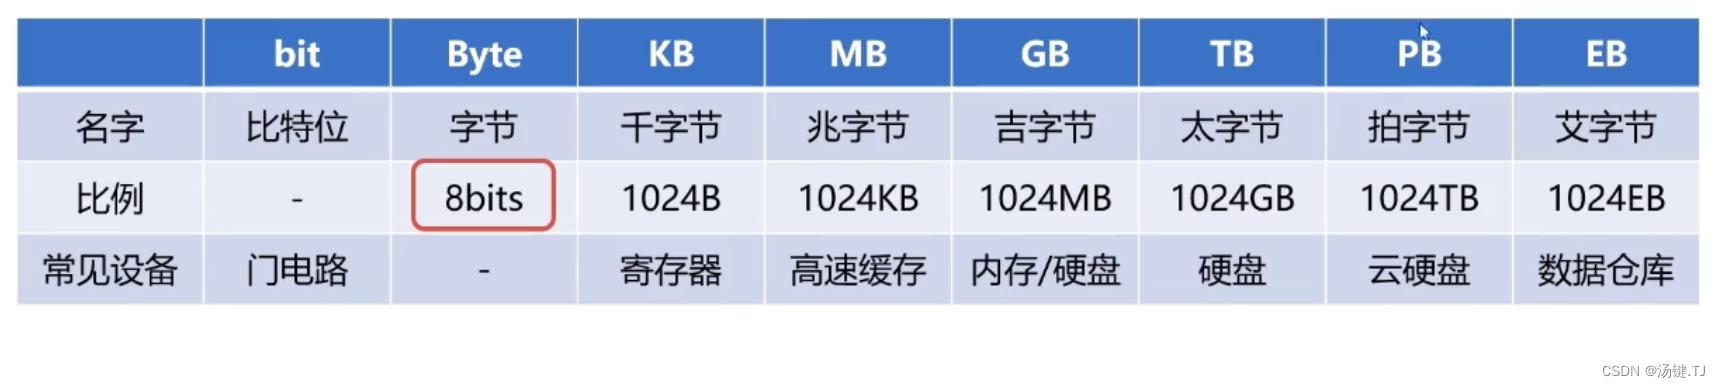 bit Byte KB MB GB TB PB EB
名字 比特位 字节 千字节 兆字节 吉字节 太字节 拍字节 艾字节
比例 - 8bits 1024B 1024KB 1024MB 1024GB 1024TB 1024EB
常见设备 门电路 - 寄存器 高速缓存 内存/硬盘 硬盘 云硬盘 数据仓库
CSDN @汤键.TJ